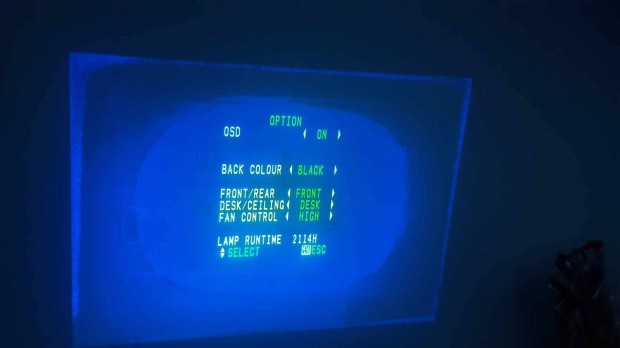 OPTION
OSD ON
BACK COLOUR BLACK
FRONT/REAR FRONT
DESK/CEILING DESK
FAN CONTROL HIGH
LAMP RUNTIME 2114H
SELECT ESC